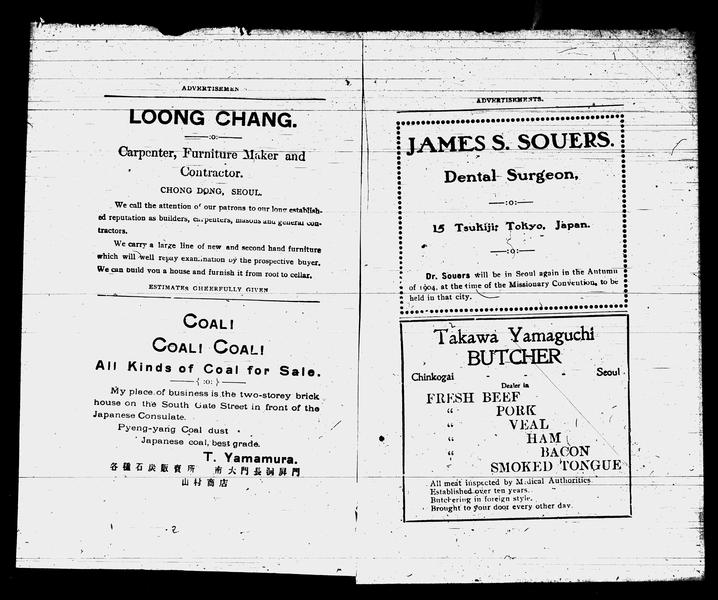 ADVERTISEMEN
LOONG CHANG.
—:o:—
Carpenter, Furniture Maker and
Contractor.
CHONG DONG, SEOUL.
We call the attention of our patrons to our long establish-
ed reputation as builders, carpenters, masons and general con-
tractors.
We carry a large line of new and second hand furniture
which will well repay examination by the prospective buyer.
We can build you a house and furnish it from root to cellar.
ESTIMATES CHEERFULLY GIVEN
COAL!
COAL! COAL!
All Kinds of Coal for Sale.
—{ :o: }—
My place of business is the two-storey brick
house on the South Gate Street in front of the
Japanese Consulate.
Pyeng-yang Coal dust
Japanese coal, best grade.
T. Yamamura.
各種石炭販賣所 南大門長洞屛門
山村商店
2
ADVERTISEMENTS.
JAMES S. SOUERS.
Dental Surgeon,
—:o:—
15 Tsukiji, Tokyo, Japan.
—:o:—
Dr. Souers will be in Seoul again in the Autumn
of 1904, at the time of the Missionary Convention, to be
held in that city.
Takawa Yamaguchi
BUTCHER
Chinkogai - - - Seoul
Dealer in
FRESH BEEF
“ PORK
“ VEAL
“ HAM
“ BACON
“ SMOKED TONGUE
All meat inspected by Medical Authorities
Established over ten years.
Butchering in foreign style.
Brought to your door every other day.